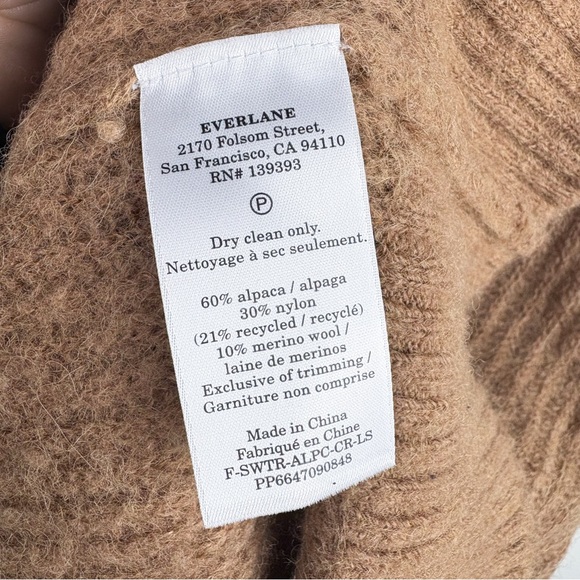 EVERLANE
2170 Folsom Street,
San Francisco, CA 94110
RN# 139393
P
Dry clean only.
Nettoyage à sec seulement.
60% alpaca / alpaga
30% nylon
(21% recycled / recyclé)
10% merino wool /
laine de merinos
Exclusive of trimming /
Garniture non comprise
Made in China
Fabriqué en Chine
F-SWTR-ALPC-CR-LS
PP6647090848